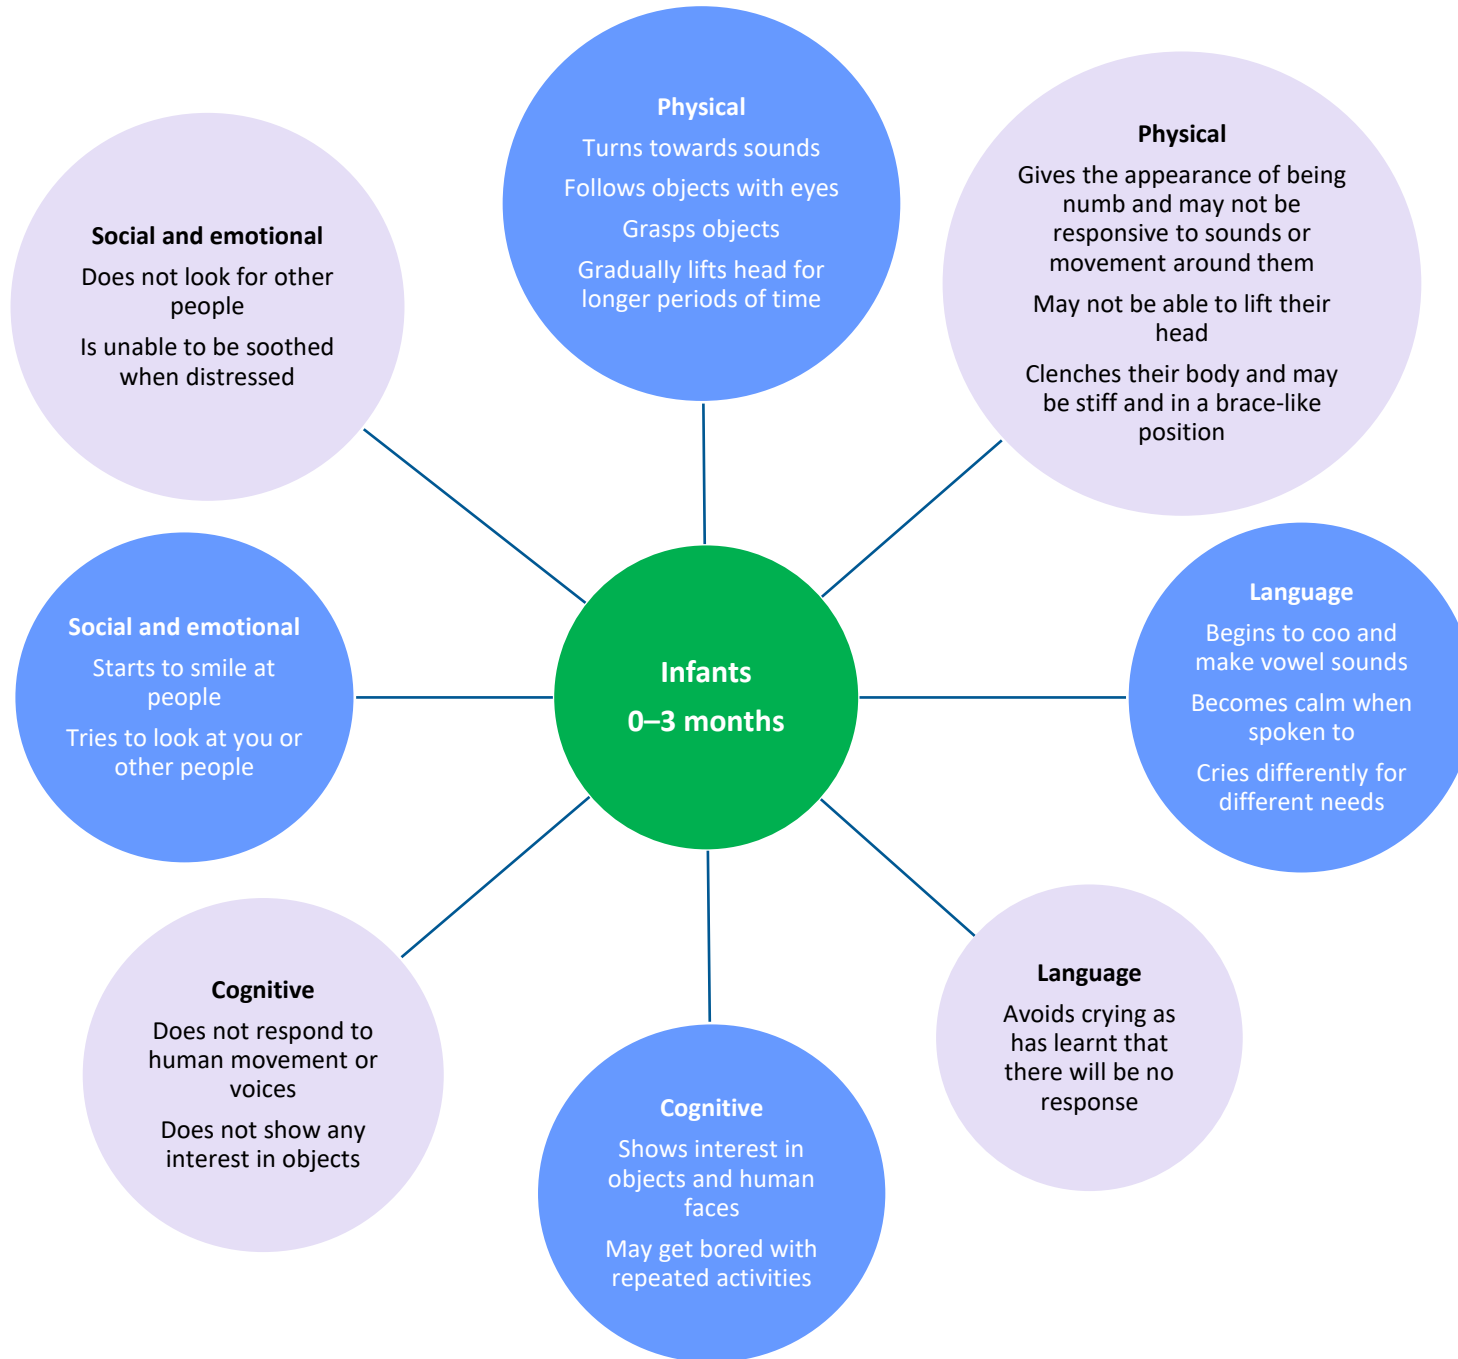 Physical
Turns towards sounds
Follows objects with eyes
Grasps objects
Gradually lifts head for
longer periods of time
Physical
Gives the appearance of being
numb and may not be
responsive to sounds or
movement around them
May not be able to lift their
head
Clenches their body and may
be stiff and in a brace-like
position
Language
Begins to coo and
make vowel sounds
Becomes calm when
spoken to
Cries differently for
different needs
Language
Avoids crying as
has learnt that
there will be no
response
Cognitive
Shows interest in
objects and human
faces
May get bored with
repeated activities
Cognitive
Does not respond to
human movement or
voices
Does not show any
interest in objects
Social and emotional
Starts to smile at
people
Tries to look at you or
other people
Social and emotional
Does not look for other
people
Is unable to be soothed
when distressed
Infants
0–3 months